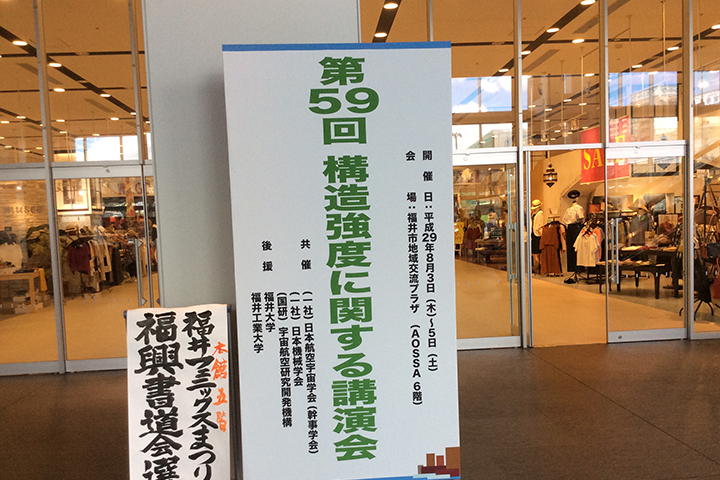 第
59
回
構造強度に関する講演会
開催日:平成29年8月3日(木)~5日(土)
会場:福井市地域交流プラザ(AOSSA 6階)
共催(一社)日本航空宇宙学会(幹事学会)
(一社)日本機械学会
(国研)宇宙航空研究開発機構
後援 福井大学
福井工業大学
本館五階
福井フェニックスまつり
福興書道会選
SA